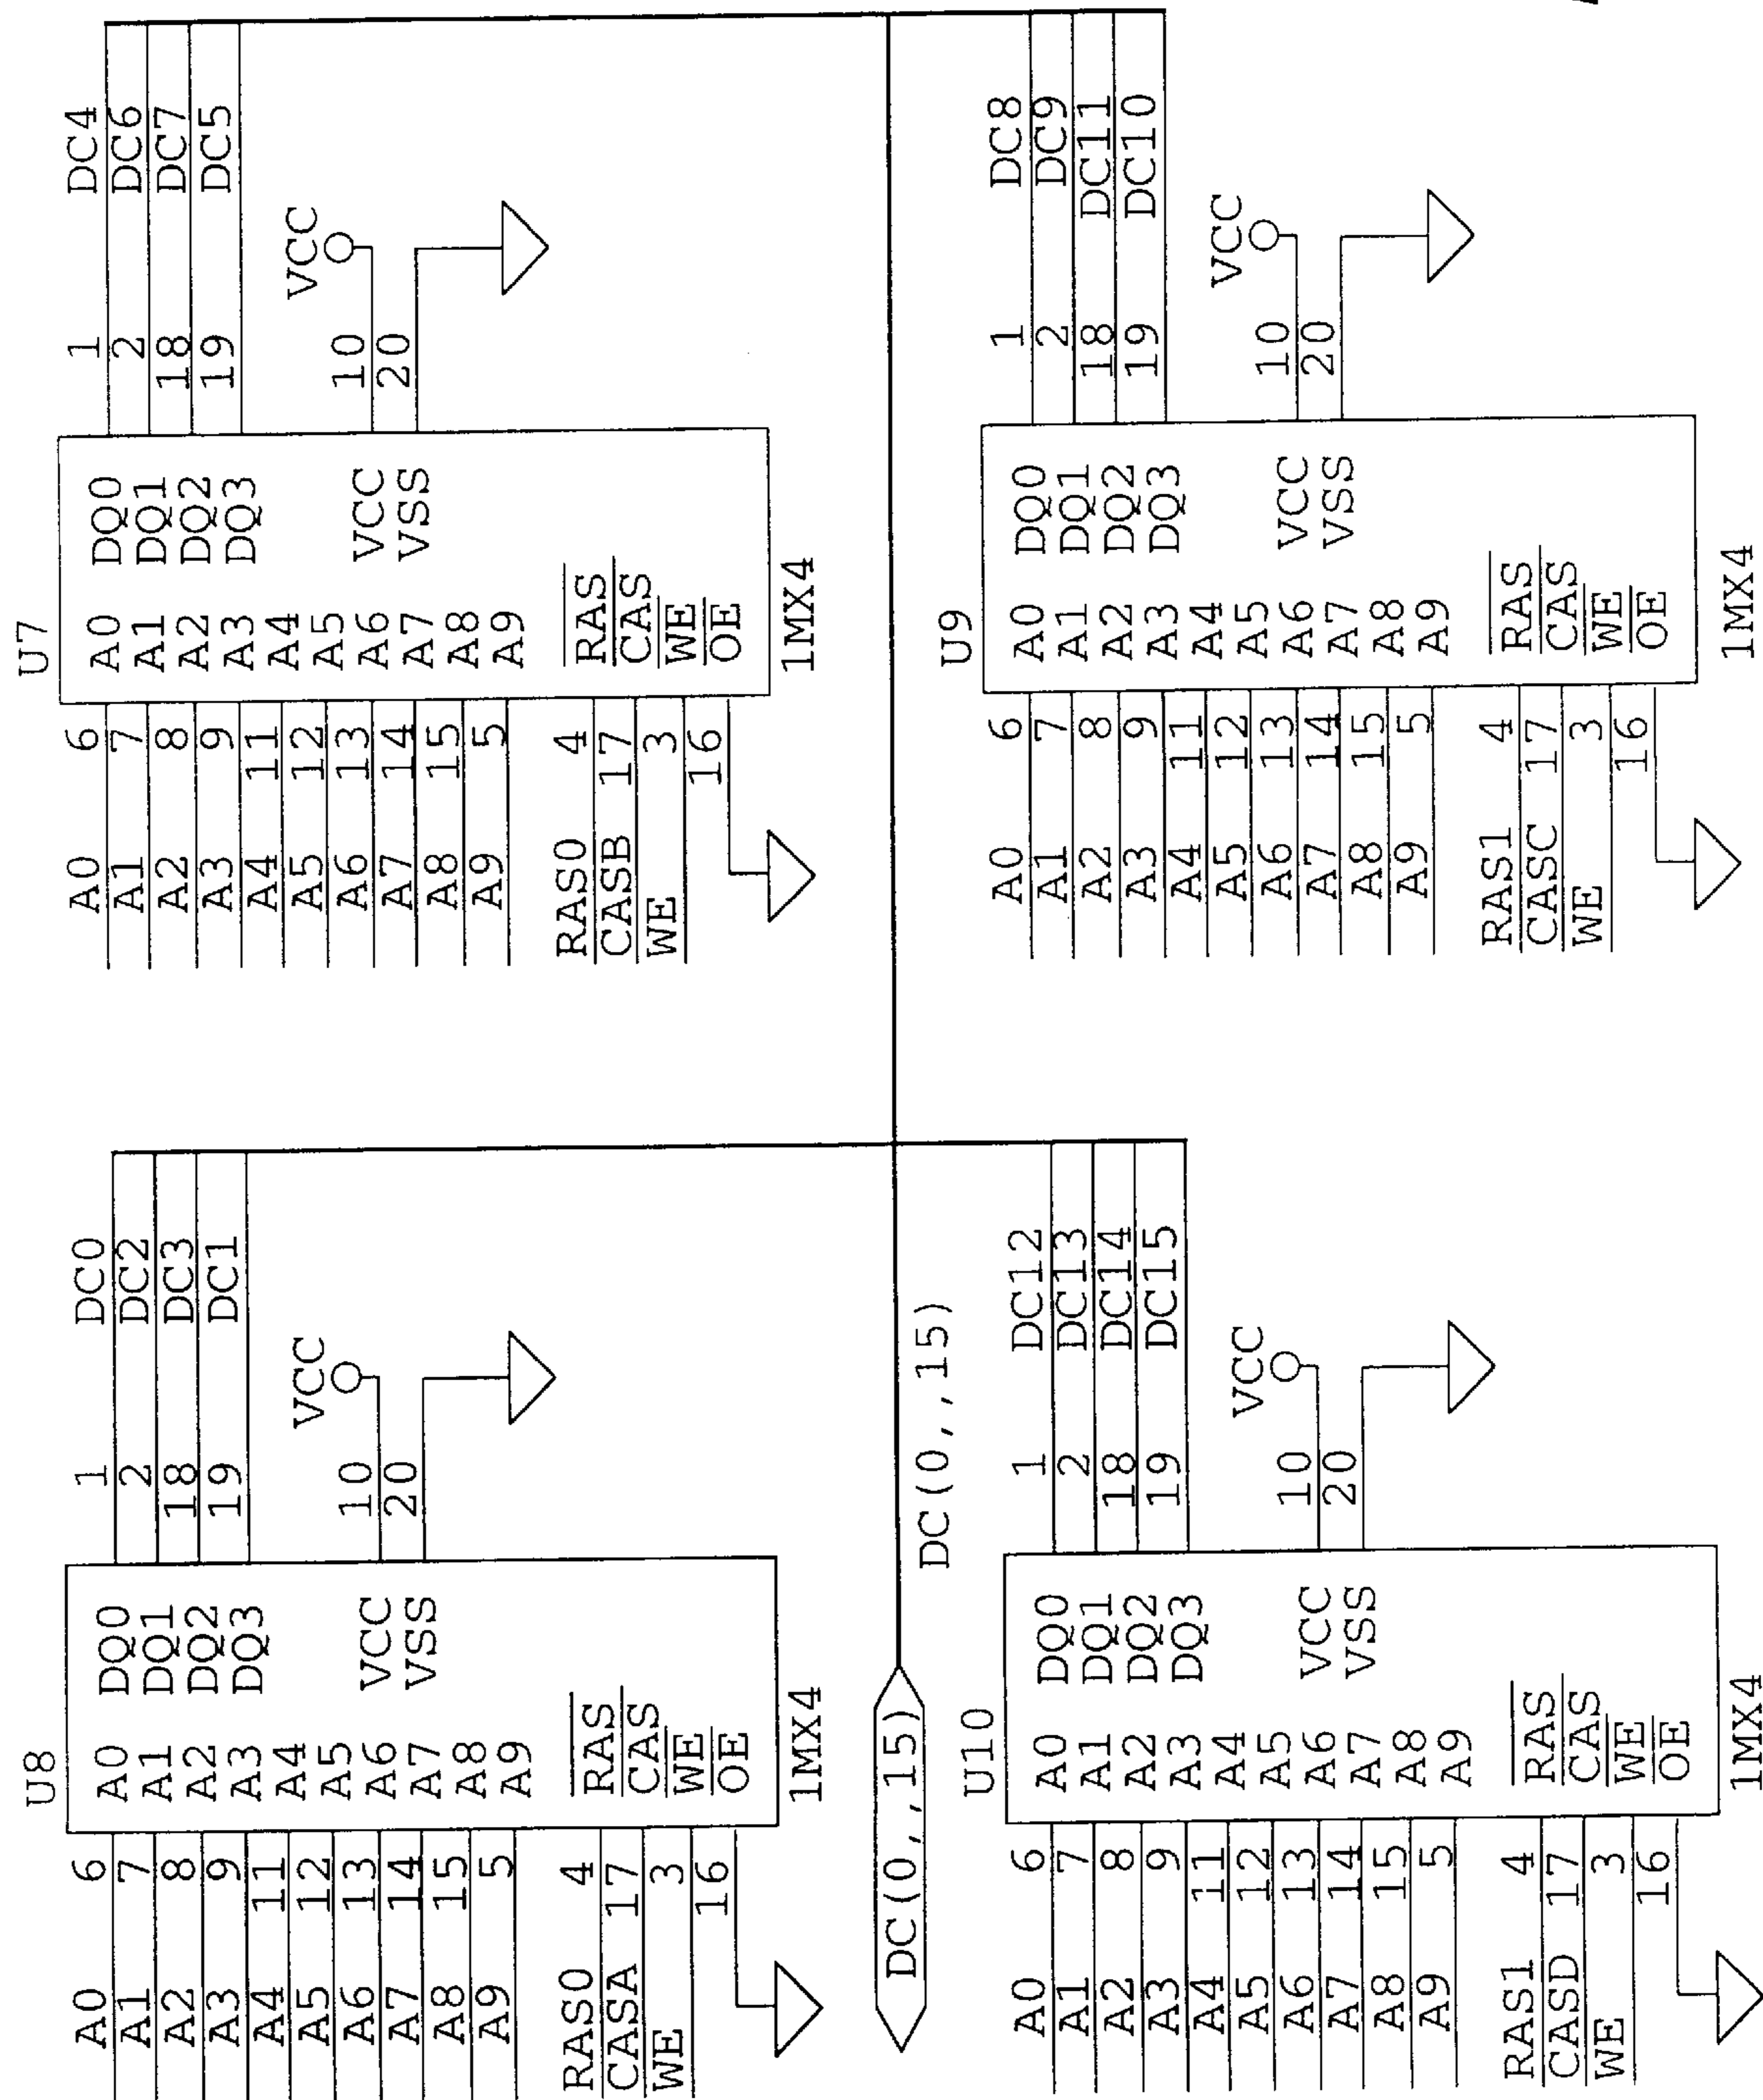 U8
A0 6 A0 DQ0 1 DC0
A1 7 A1 DQ1 2 DC2
A2 8 A2 DQ2 18 DC3
A3 9 A3 DQ3 19 DC1
A4 11 A4
A5 12 A5
VCC
A6 13 A6 VCC 10
A7 14 A7 VSS 20
A8 15 A8
A9 5 A9
RAS0 4 RAS
CASA 17 CAS
WE 3 WE
16 OE
1MX4
U7
A0 6 A0 DQ0 1 DC4
A1 7 A1 DQ1 2 DC6
A2 8 A2 DQ2 18 DC7
A3 9 A3 DQ3 19 DC5
A4 11 A4
A5 12 A5
VCC
A6 13 A6 VCC 10
A7 14 A7 VSS 20
A8 15 A8
A9 5 A9
RAS0 4 RAS
CASB 17 CAS
WE 3 WE
16 OE
1MX4
DC(0,,15)
DC(0,,15)
U10
A0 6 A0 DQ0 1 DC12
A1 7 A1 DQ1 2 DC13
A2 8 A2 DQ2 18 DC14
A3 9 A3 DQ3 19 DC15
A4 11 A4
A5 12 A5
VCC
A6 13 A6 VCC 10
A7 14 A7 VSS 20
A8 15 A8
A9 5 A9
RAS1 4 RAS
CASD 17 CAS
WE 3 WE
16 OE
1MX4
U9
A0 6 A0 DQ0 1 DC8
A1 7 A1 DQ1 2 DC9
A2 8 A2 DQ2 18 DC11
A3 9 A3 DQ3 19 DC10
A4 11 A4
A5 12 A5
VCC
A6 13 A6 VCC 10
A7 14 A7 VSS 20
A8 15 A8
A9 5 A9
RAS1 4 RAS
CASC 17 CAS
WE 3 WE
16 OE
1MX4